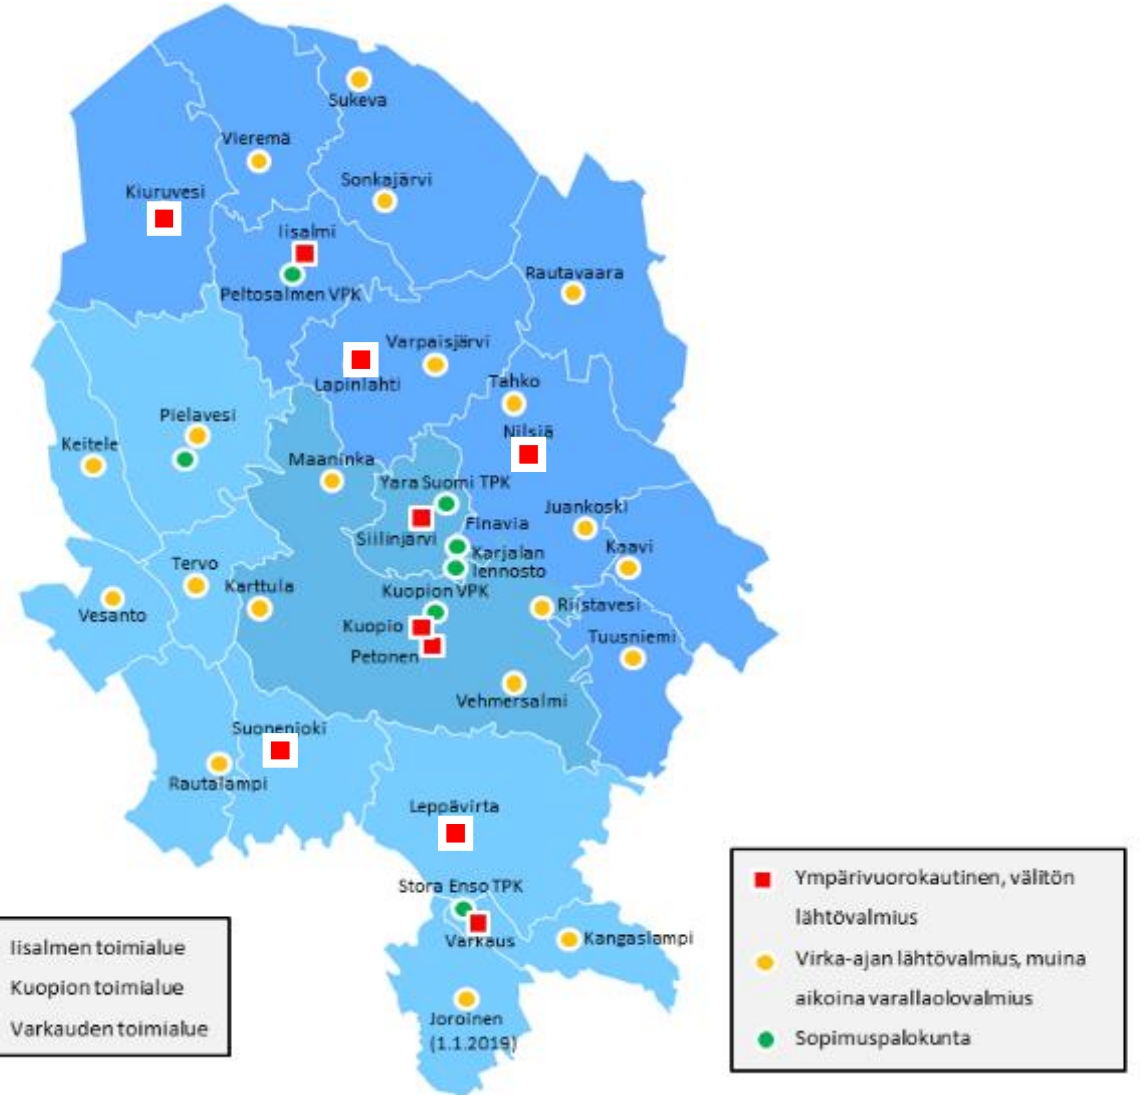 Sukeva
Vieremä
Sonkajärvi
Kiuruvesi
Iisalmi
Rautavaara
Peltosalmen VPK
Varpaisjärvi
Lapinlahti
Tahko
Pielavesi
Nilsiä
Keitele
Maaninka
Yara Suomi TPK
Juankoski
Finavia
Siilinjärvi
Karjalan
lennosto
Kaavi
Tervo
Karttula
Kuopion VPK
Vesanto
Riistavesi
Kuopio
Tuusniemi
Petonen
Vehmersalmi
Suonenjoki
Rautalampi
Leppävirta
Stora Enso TPK
Varkaus
Kangaslampi
Joroinen
(1.1.2019)
Iisalmen toimialue
Kuopion toimialue
Varkauden toimialue
Ympärivuorokautinen, välitön
lähtövalmius
Virka-ajan lähtövalmius, muina
aikoina varallaolovalmius
Sopimuspalokunta